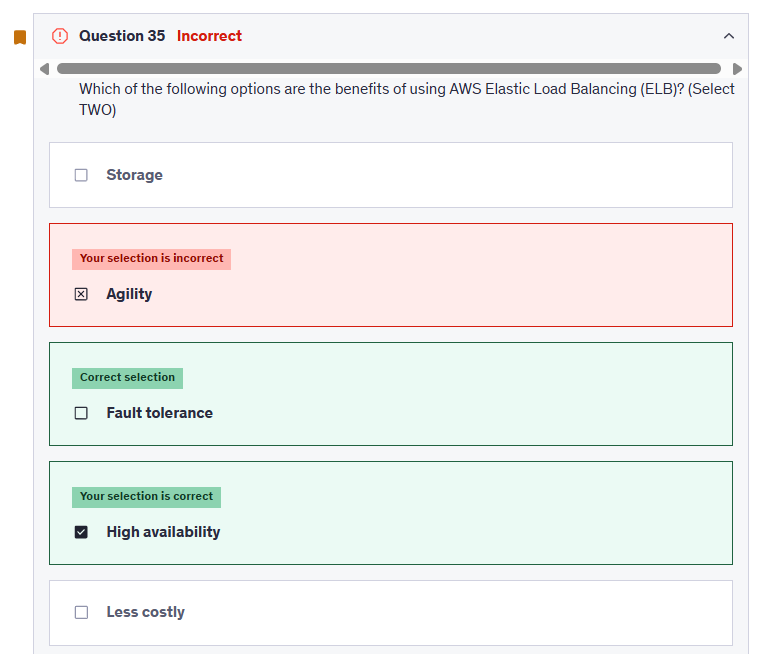 Question 35 Incorrect
Which of the following options are the benefits of using AWS Elastic Load Balancing (ELB)? (Select
TWO)
Storage
Your selection is incorrect
Agility
Correct selection
Fault tolerance
Your selection is correct
High availability
Less costly